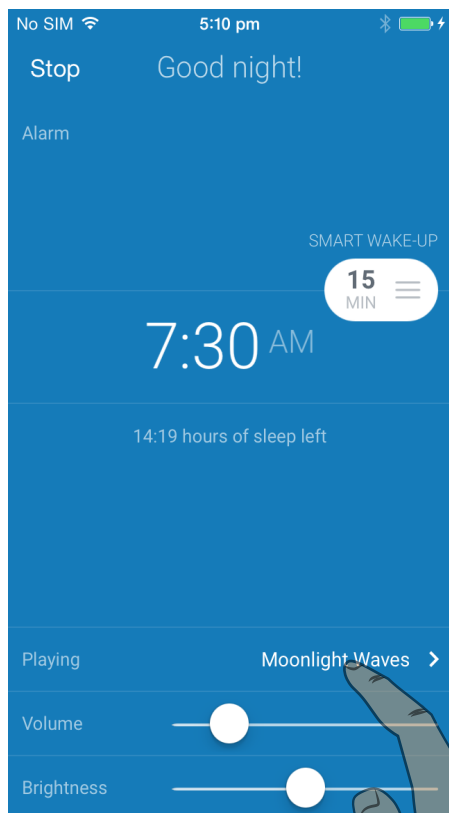 No SIM 5:10 pm
Stop Good night!
Alarm
SMART WAKE-UP
15
MIN
7:30 AM
14:19 hours of sleep left
Playing Moonlight Waves
Volume
Brightness